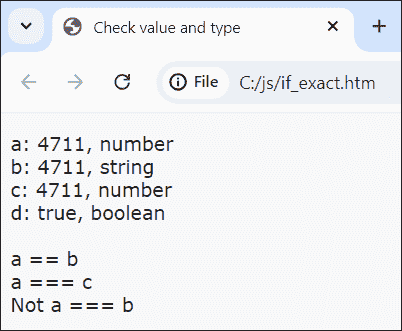 Check value and type
File C:/js/if_exact.htm
a: 4711, number
b: 4711, string
c: 4711, number
d: true, boolean
a == b
a === c
Not a === b